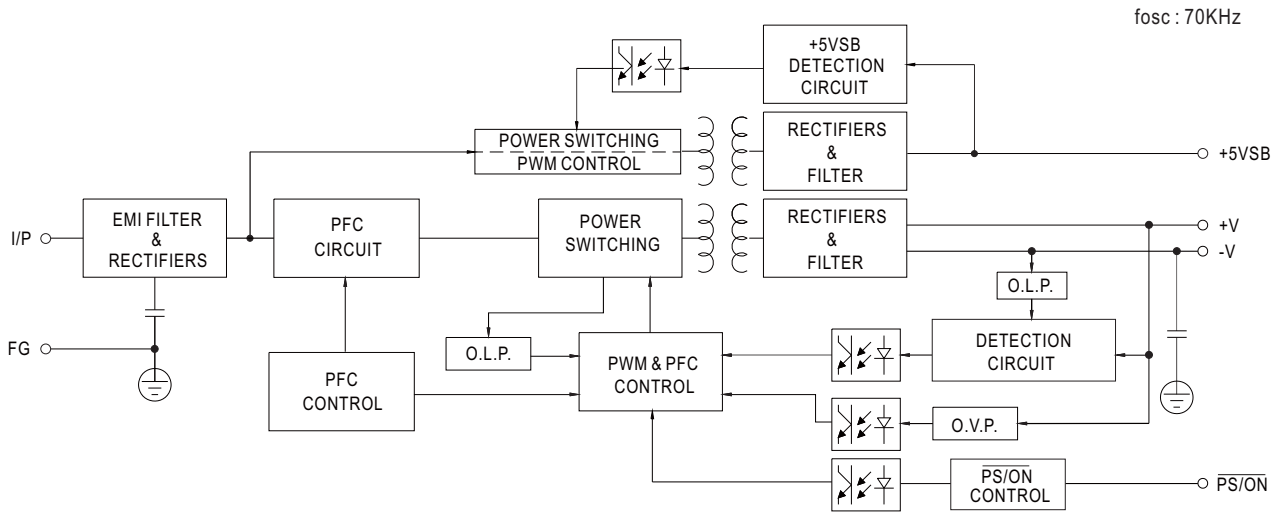 fosc : 70KHz
+5VSB
DETECTION
CIRCUIT
POWER SWITCHING
PWM CONTROL
RECTIFIERS
&
FILTER
+5VSB
I/P
EMI FILTER
&
RECTIFIERS
PFC
CIRCUIT
POWER
SWITCHING
RECTIFIERS
&
FILTER
+V
-V
O.L.P.
FG
O.L.P.
PFC
CONTROL
PWM & PFC
CONTROL
DETECTION
CIRCUIT
O.V.P.
PS/ON
CONTROL
PS/ON